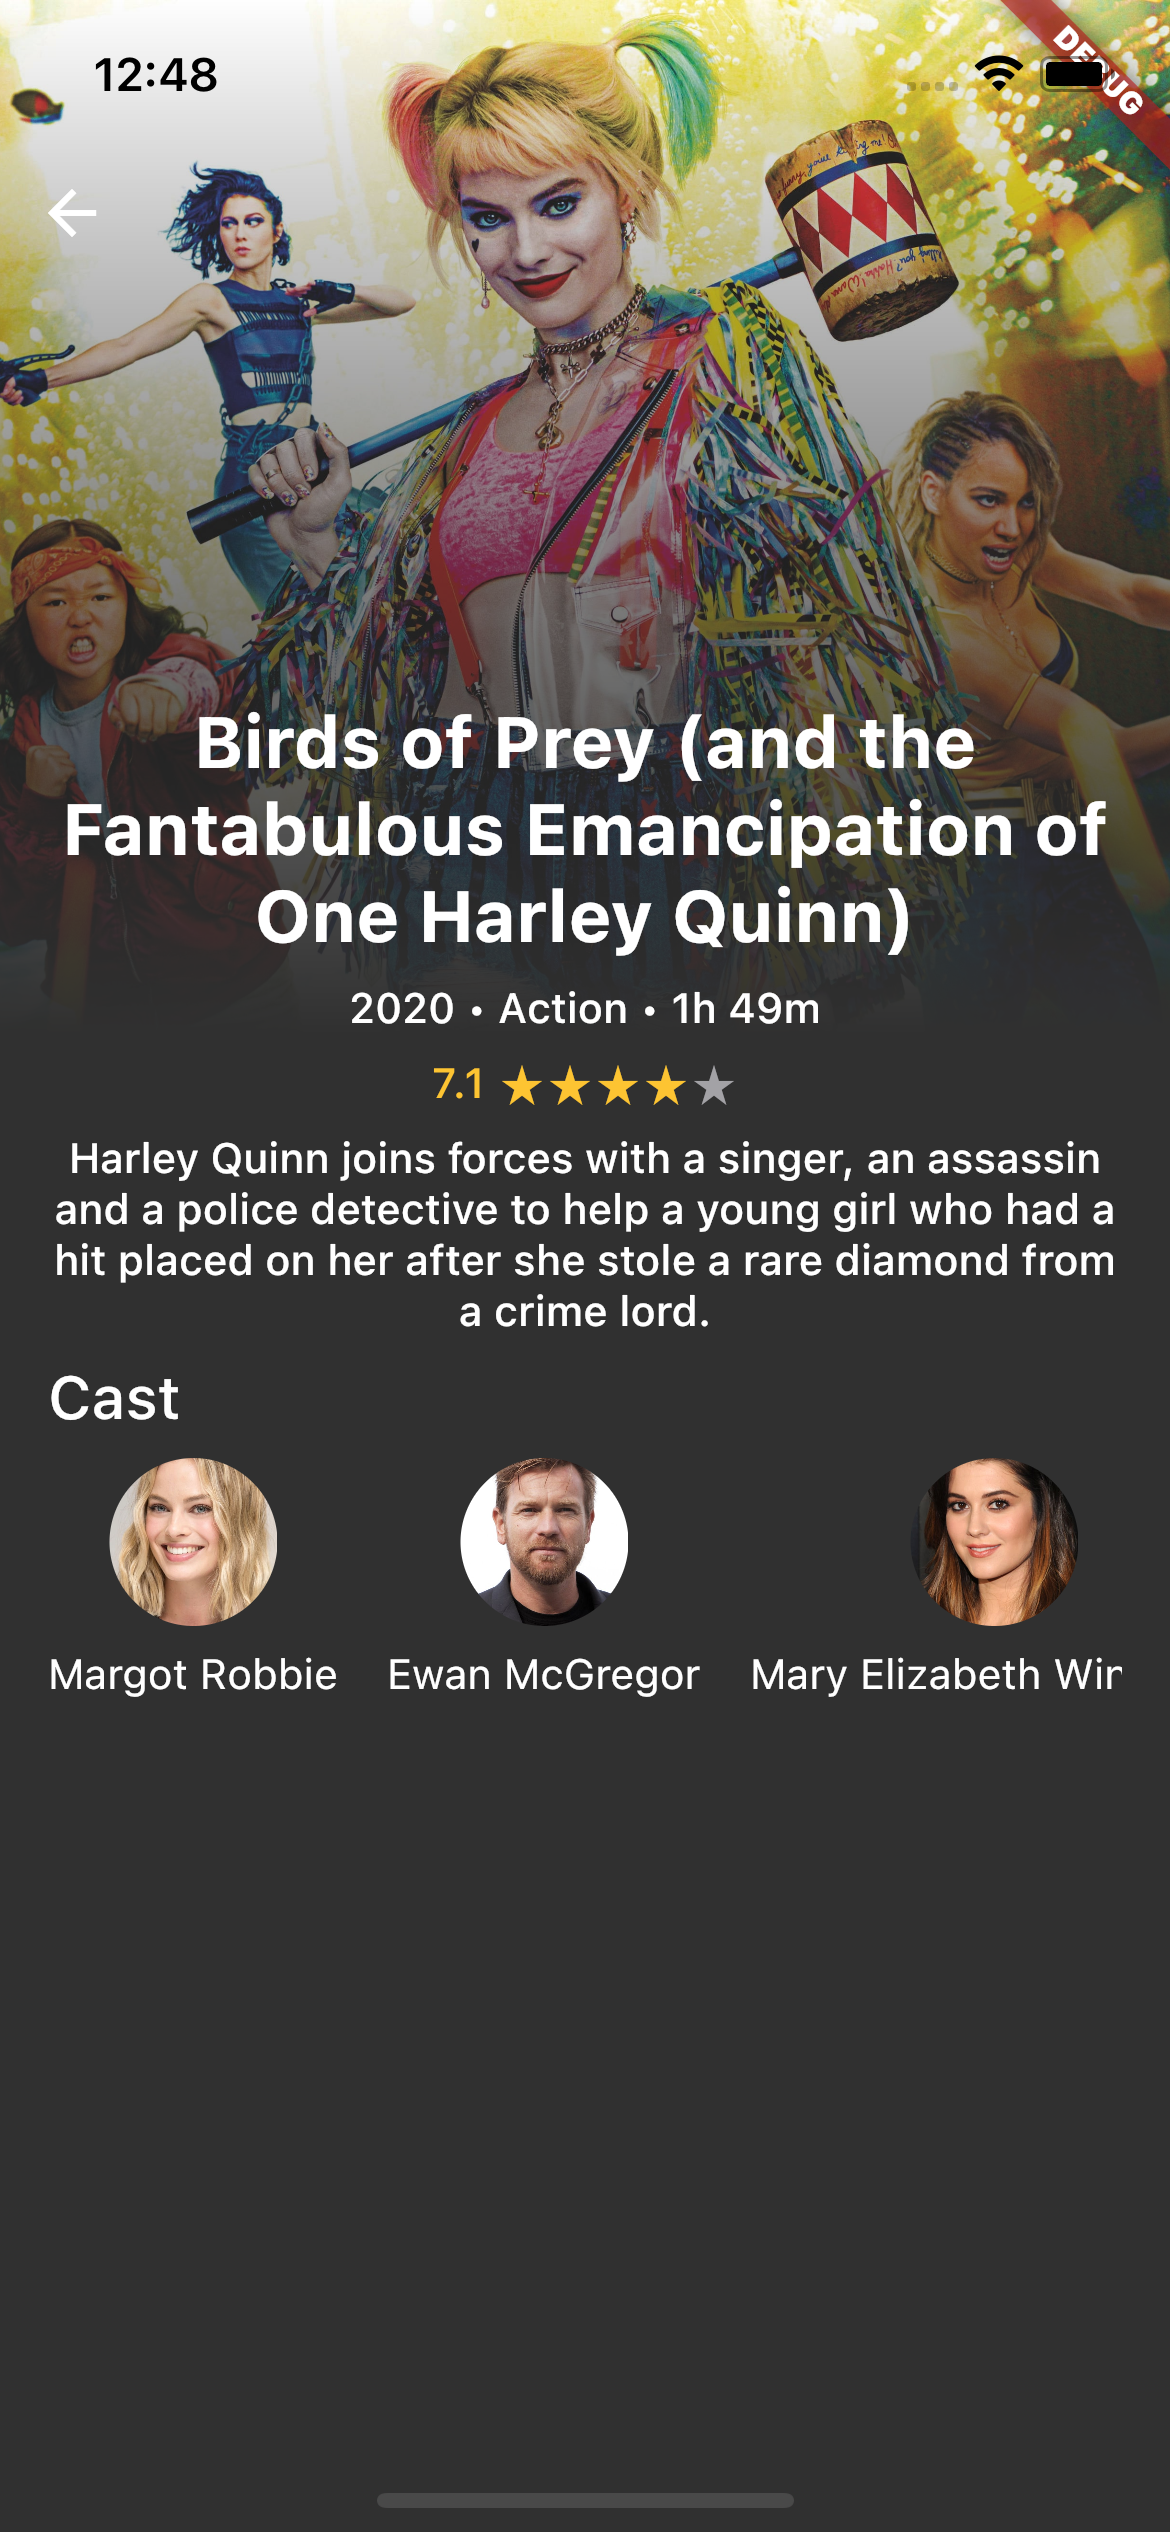 12:48
DEBUG
Birds of Prey (and the
Fantabulous Emancipation of
One Harley Quinn)
2020 • Action • 1h 49m
7.1
Harley Quinn joins forces with a singer, an assassin
and a police detective to help a young girl who had a
hit placed on her after she stole a rare diamond from
a crime lord.
Cast
Margot Robbie
Ewan McGregor
Mary Elizabeth